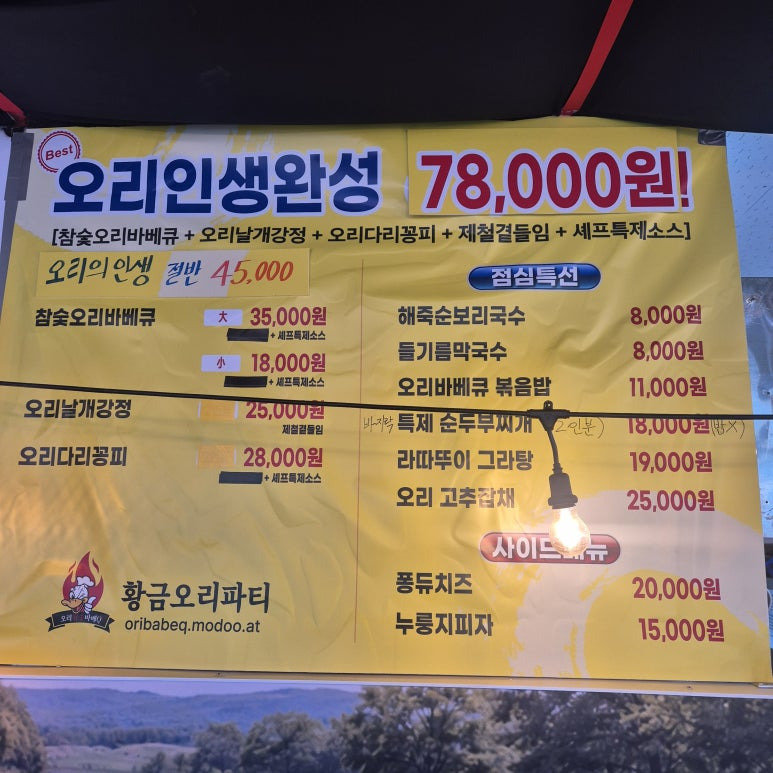 Best
오리인생완성 78,000원!
[참숯오리바베큐 + 오리날개강정 + 오리다리꽁피 + 제철곁들임 + 셰프특제소스]
오리의인생 절반 45,000
참숯오리바베큐 大 35,000원
+ 셰프특제소스
小 18,000원
+ 셰프특제소스
오리날개강정 25,000원
제철곁들임
오리다리꽁피 28,000원
+ 셰프특제소스
황금오리파티
oribabeq.modoo.at
점심특선
해죽순보리국수 8,000원
들기름막국수 8,000원
오리바베큐 볶음밥 11,000원
바지락 특제 순두부찌개 (2인분) 18,000원 (밥X)
라따뚜이 그라탕 19,000원
오리 고추잡채 25,000원
사이드메뉴
퐁듀치즈 20,000원
누룽지피자 15,000원